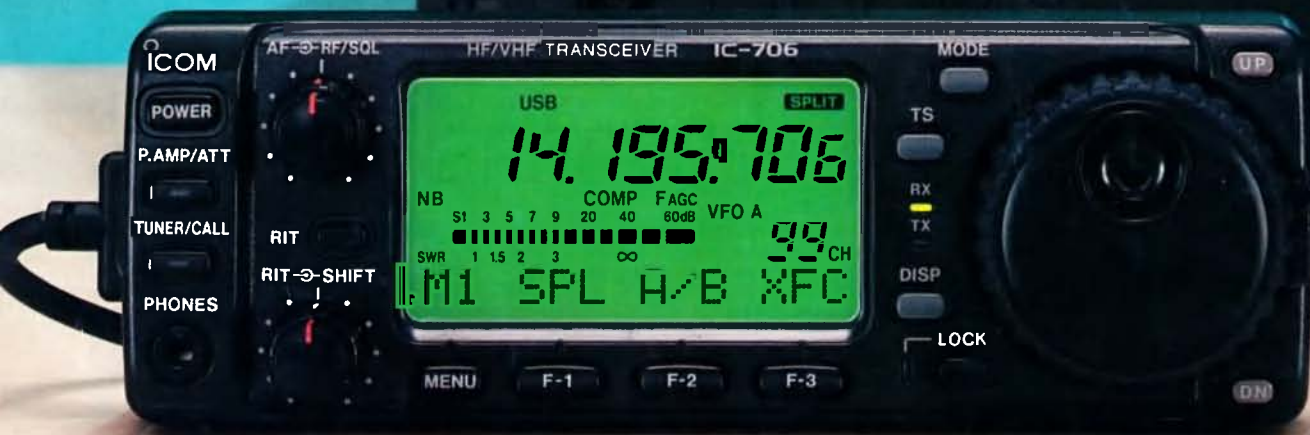 ICOM
AF RF/SQL
HF/VHF TRANSCEIVER IC-706
MODE
UP
POWER
P.AMP/ATT
TUNER/CALL
PHONES
RIT
RIT SHIFT
USB SPLIT
14.195.706
NB COMP F AGC VFO A
S1 3 5 7 9 20 40 60dB
99 CH
SWR 1 1.5 2 3 ∞
M1 SPL A/B XFC
MENU F-1 F-2 F-3
TS
RX
TX
DISP
LOCK
DN